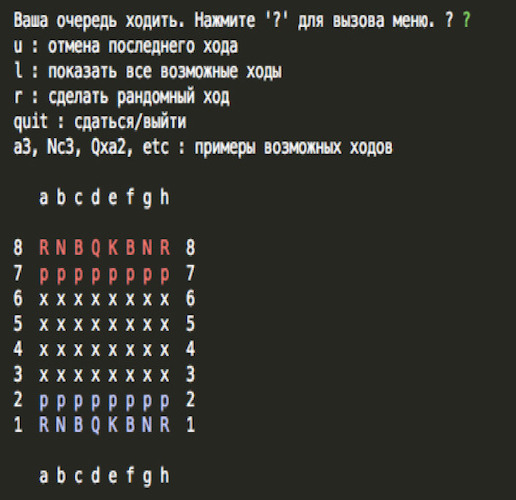 Ваша очередь ходить. Нажмите '?' для вызова меню. ? ?
u : отмена последнего хода
l : показать все возможные ходы
r : сделать рандомный ход
quit : сдаться/выйти
a3, Nc3, Qxa2, etc : примеры возможных ходов
a b c d e f g h
8 R N B Q K B N R 8
7 p p p p p p p p 7
6 x x x x x x x x 6
5 x x x x x x x x 5
4 x x x x x x x x 4
3 x x x x x x x x 3
2 p p p p p p p p 2
1 R N B Q K B N R 1
a b c d e f g h